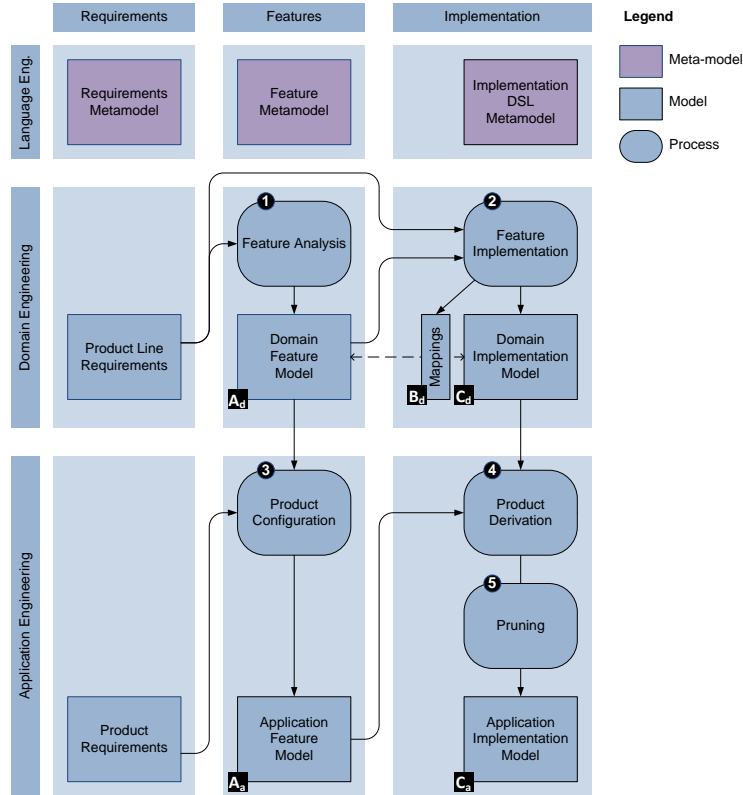 Requirements
Features
Implementation
Legend
Language Eng.
Requirements
Metamodel
Feature
Metamodel
Implementation
DSL
Metamodel
Meta-model
Model
Process
Domain Engineering
1
Feature Analysis
2
Feature
Implementation
Product Line
Requirements
Domain
Feature
Model
Ad
Mappings
Bd
Domain
Implementation
Model
Cd
Application Engineering
3
Product
Configuration
4
Product
Derivation
5
Pruning
Product
Requirements
Application
Feature
Model
Aa
Application
Implementation
Model
Ca